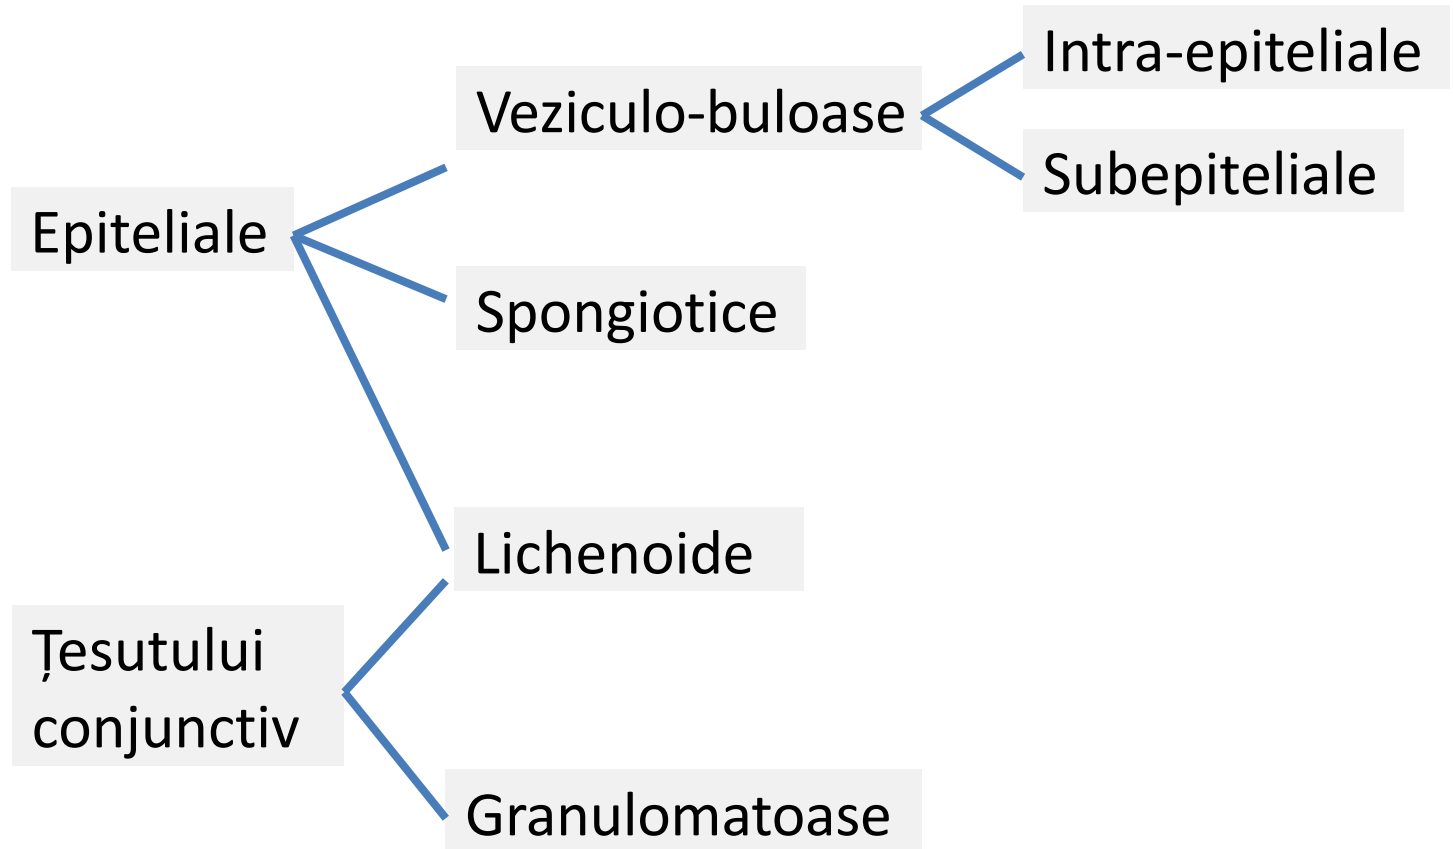 Intra-epiteliale
Veziculo-buloase
Subepiteliale
Epiteliale
Spongiotice
Lichenoide
Țesutului
conjunctiv
Granulomatoase